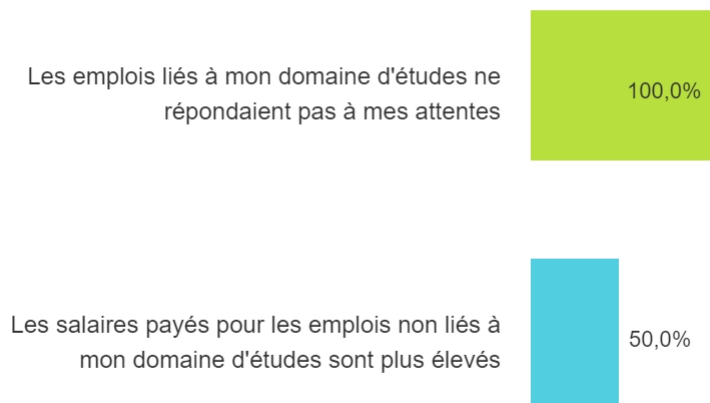 Les emplois liés à mon domaine d'études ne
répondaient pas à mes attentes
100,0%
Les salaires payés pour les emplois non liés à
mon domaine d'études sont plus élevés
50,0%